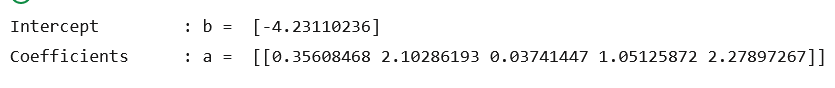 Intercept : b = [-4.23110236]
Coefficients : a = [[0.35608468 2.10286193 0.03741447 1.05125872 2.27897267]]